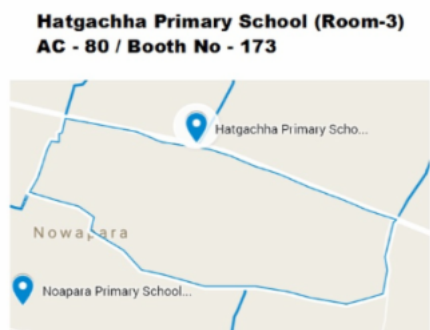 Hatgachha Primary School (Room-3)
AC - 80 / Booth No - 173
Hatgachha Primary Scho...
Nowapara
Noapara Primary School...